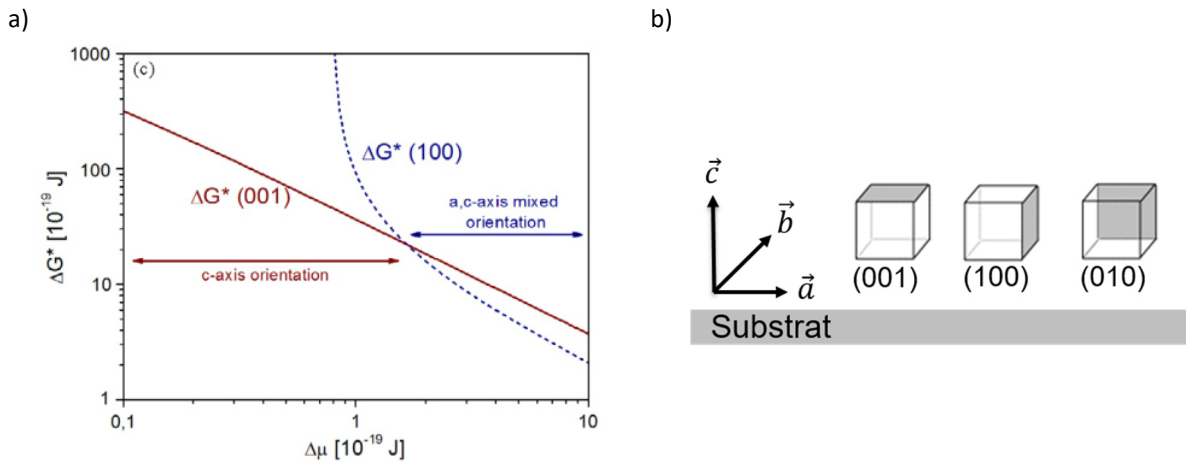 a)
b)
1000
(c)
100
10
1
ΔG* [10⁻¹⁹ J]
ΔG* (100)
ΔG* (001)
a,c-axis mixed
orientation
c-axis orientation
0,1
1
10
Δμ [10⁻¹⁹ J]
c⃗
b⃗
a⃗
(001)
(100)
(010)
Substrat